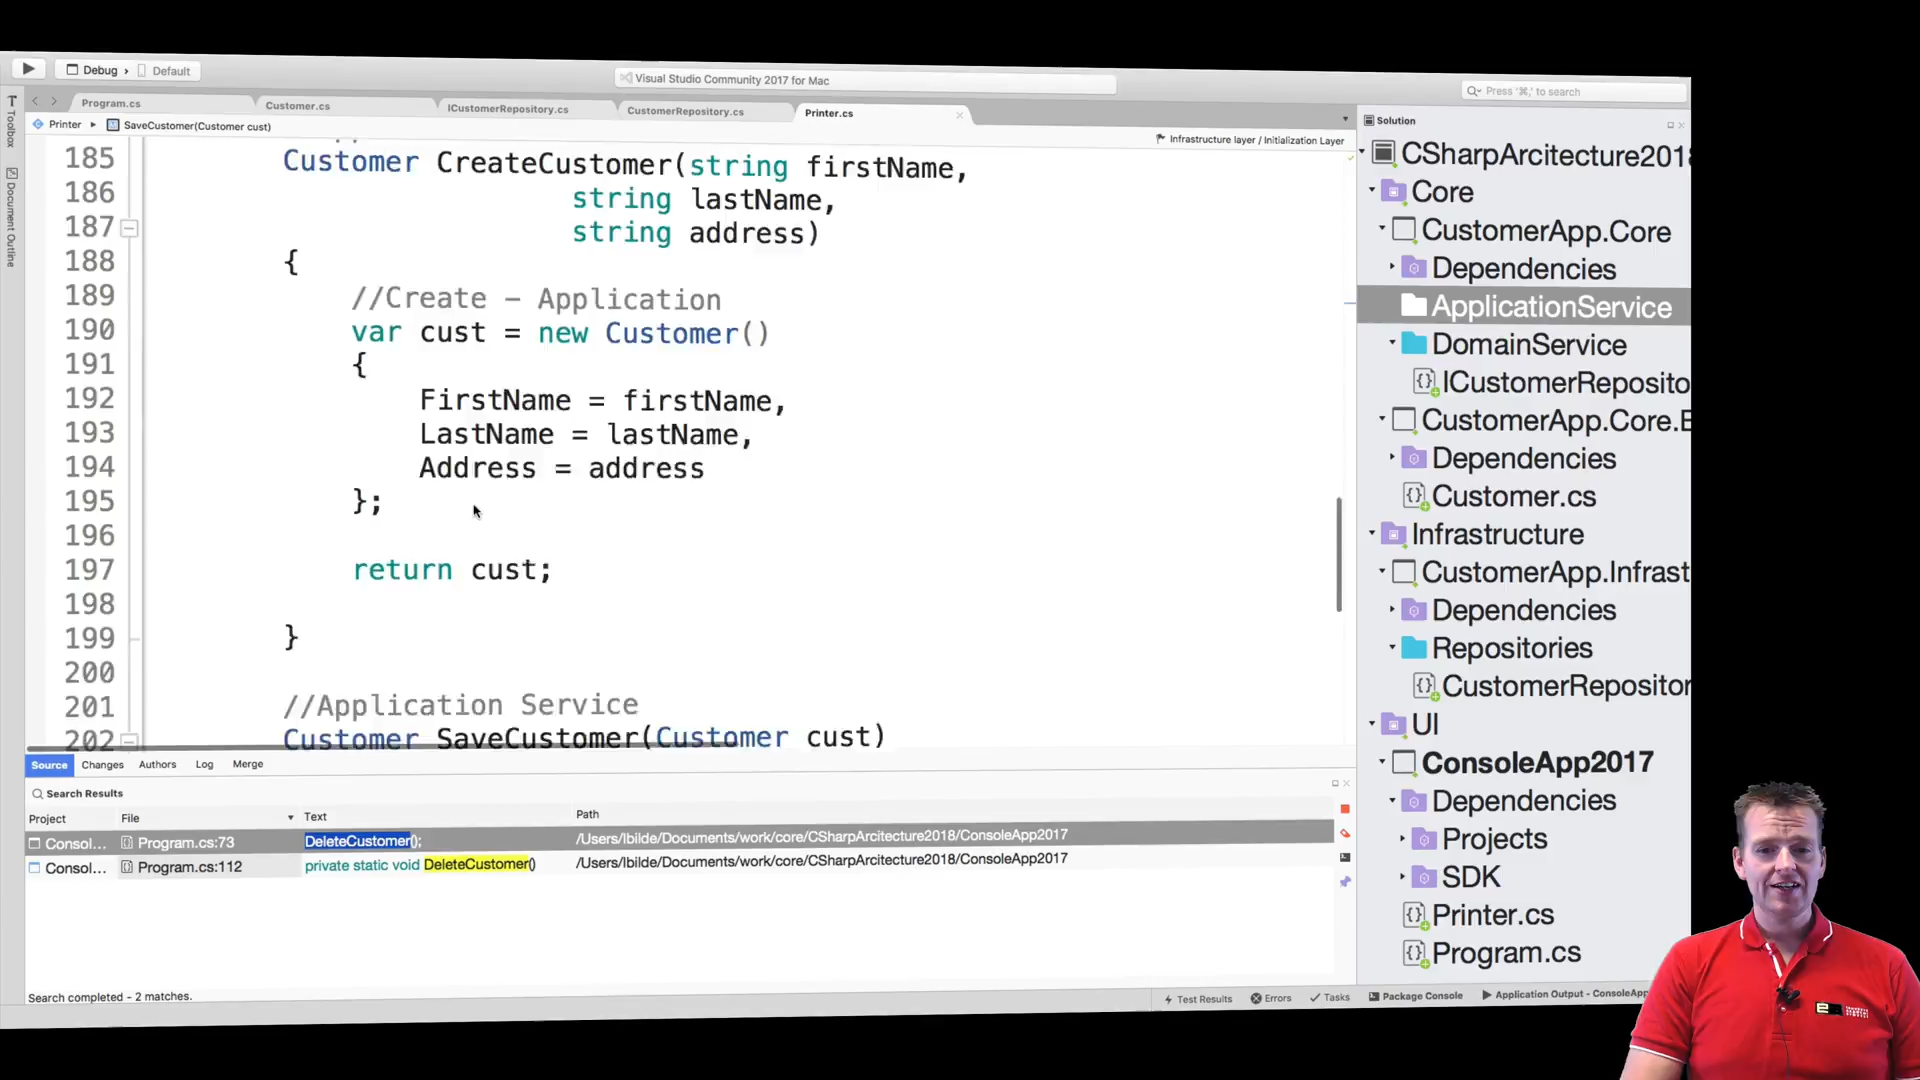 Debug › Default
Visual Studio Community 2017 for Mac
Press '⌘,' to search
Program.cs
Customer.cs
ICustomerRepository.cs
CustomerRepository.cs
Printer.cs
Printer ▸ SaveCustomer(Customer cust)
Infrastructure layer / Initialization Layer
Toolbox
Document Outline
185 Customer CreateCustomer(string firstName,
186 string lastName,
187 string address)
188 {
189 //Create - Application
190 var cust = new Customer()
191 {
192 FirstName = firstName,
193 LastName = lastName,
194 Address = address
195 };
196
197 return cust;
198
199 }
200
201 //Application Service
202 Customer SaveCustomer(Customer cust)
Source Changes Authors Log Merge
Search Results
Project File Text Path
Consol... Program.cs:73 DeleteCustomer(); /Users/lbilde/Documents/work/core/CSharpArcitecture2018/ConsoleApp2017
Consol... Program.cs:112 private static void DeleteCustomer() /Users/lbilde/Documents/work/core/CSharpArcitecture2018/ConsoleApp2017
Search completed - 2 matches.
Test Results Errors Tasks Package Console Application Output - ConsoleApp
Solution
CSharpArcitecture201
Core
CustomerApp.Core
Dependencies
ApplicationService
DomainService
ICustomerReposito
CustomerApp.Core.E
Dependencies
Customer.cs
Infrastructure
CustomerApp.Infrast
Dependencies
Repositories
CustomerRepositor
UI
ConsoleApp2017
Dependencies
Projects
SDK
Printer.cs
Program.cs